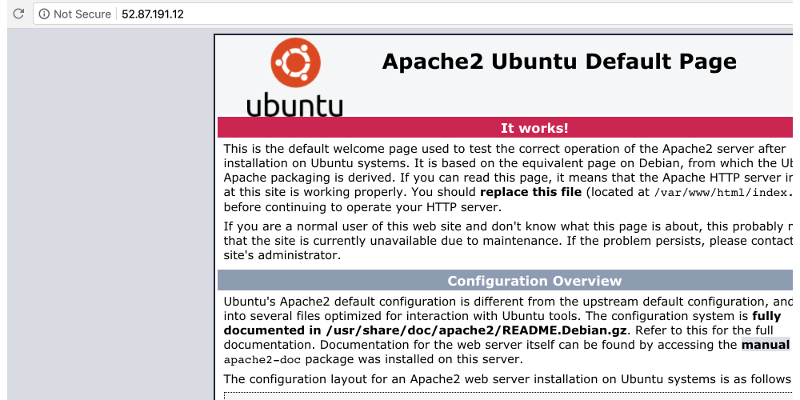 Not Secure 52.87.191.12
ubuntu
Apache2 Ubuntu Default Page
It works!
This is the default welcome page used to test the correct operation of the Apache2 server after
installation on Ubuntu systems. It is based on the equivalent page on Debian, from which the
Apache packaging is derived. If you can read this page, it means that the Apache HTTP server
at this site is working properly. You should replace this file (located at /var/www/html/index.
before continuing to operate your HTTP server.
If you are a normal user of this web site and don't know what this page is about, this probably
that the site is currently unavailable due to maintenance. If the problem persists, please contact
site's administrator.
Configuration Overview
Ubuntu's Apache2 default configuration is different from the upstream default configuration, and
into several files optimized for interaction with Ubuntu tools. The configuration system is fully
documented in /usr/share/doc/apache2/README.Debian.gz. Refer to this for the full
documentation. Documentation for the web server itself can be found by accessing the manual
apache2-doc package was installed on this server.
The configuration layout for an Apache2 web server installation on Ubuntu systems is as follows